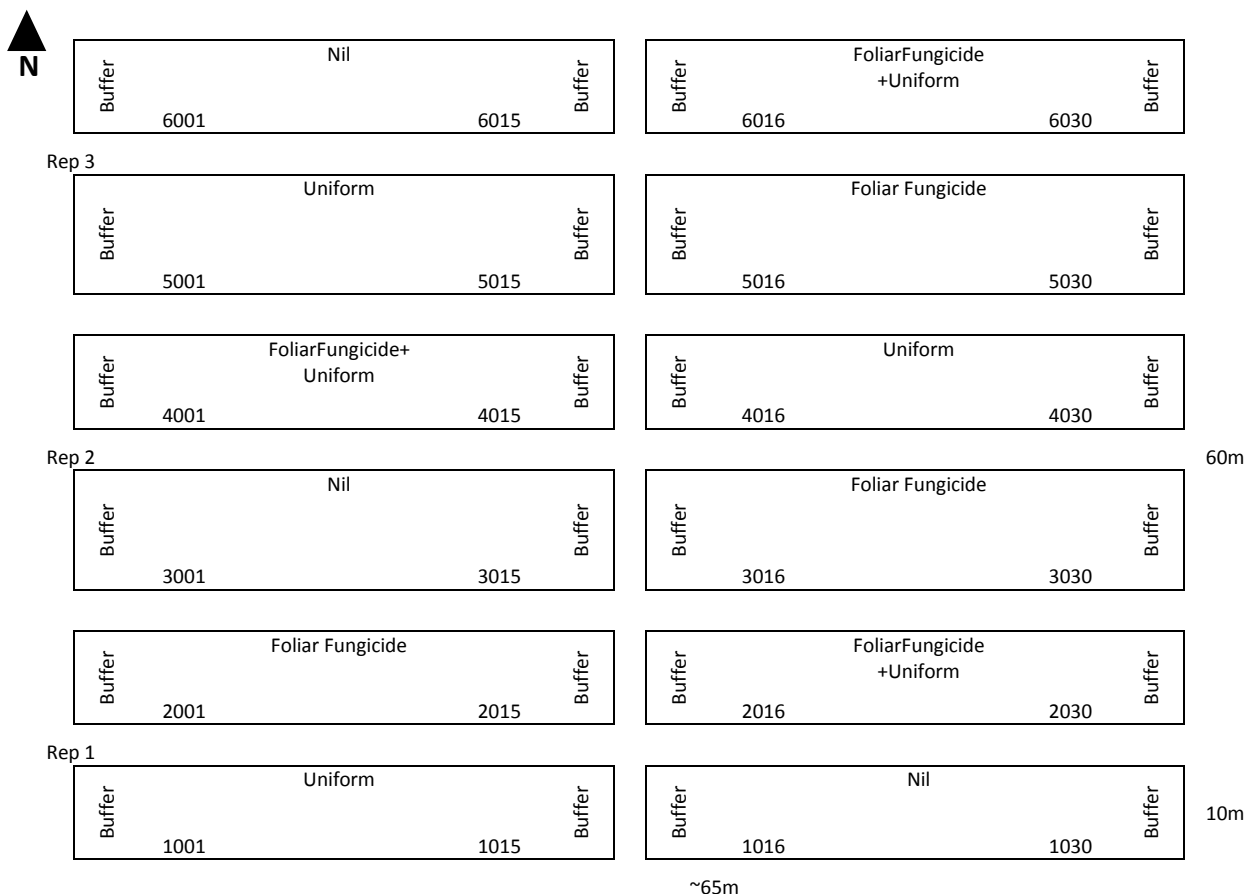 N
Nil
FoliarFungicide
+Uniform
Buffer
Buffer
Buffer
Buffer
6001
6015
6016
6030
Rep 3
Uniform
Foliar Fungicide
Buffer
Buffer
Buffer
Buffer
5001
5015
5016
5030
FoliarFungicide+
Uniform
Uniform
Buffer
Buffer
Buffer
Buffer
4001
4015
4016
4030
Rep 2
60m
Nil
Foliar Fungicide
Buffer
Buffer
Buffer
Buffer
3001
3015
3016
3030
Foliar Fungicide
FoliarFungicide
+Uniform
Buffer
Buffer
Buffer
Buffer
2001
2015
2016
2030
Rep 1
Uniform
Nil
Buffer
Buffer
Buffer
Buffer
10m
1001
1015
1016
1030
~65m